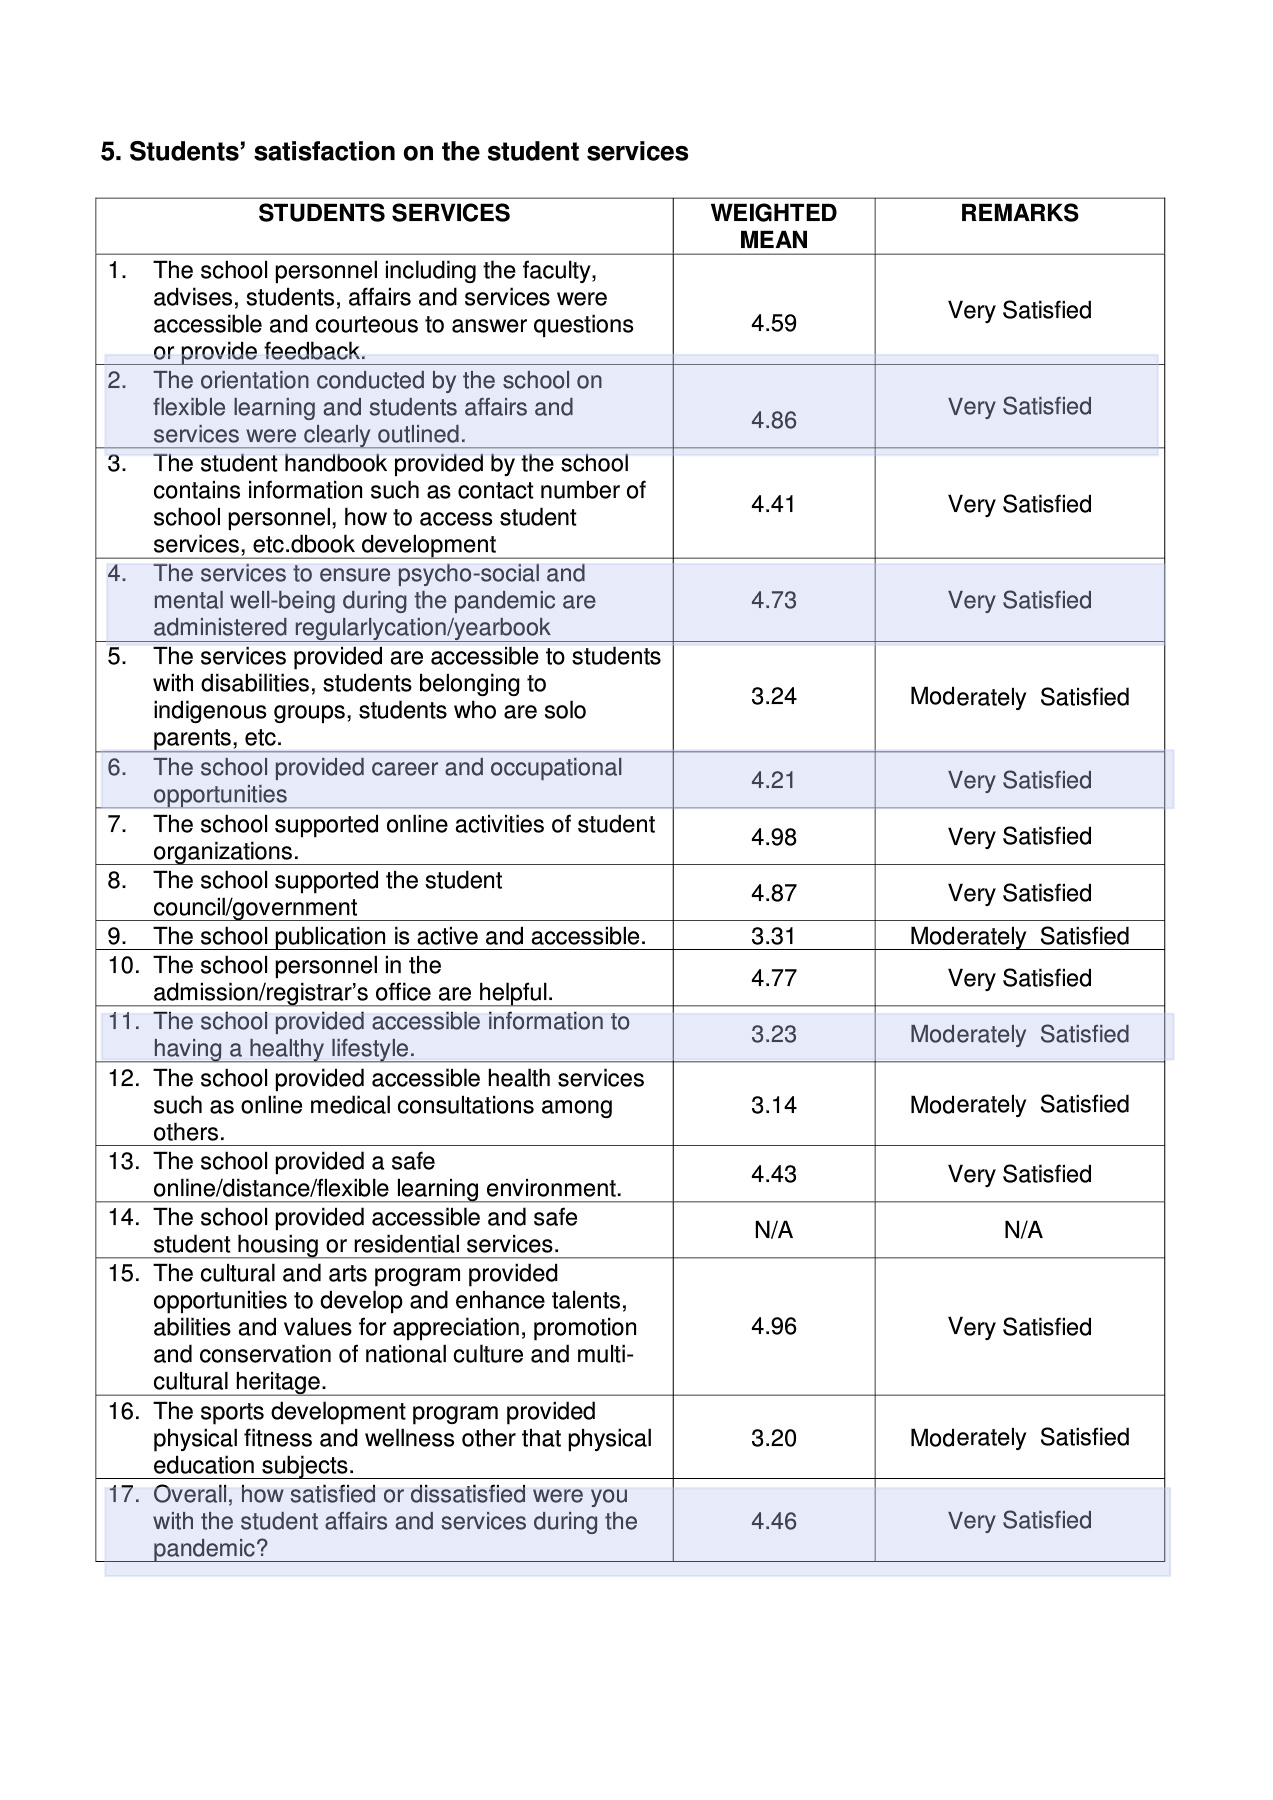 5. Students’ satisfaction on the student services
STUDENTS SERVICES
WEIGHTED
MEAN
REMARKS
1. The school personnel including the faculty,
advises, students, affairs and services were
accessible and courteous to answer questions
or provide feedback.
4.59
Very Satisfied
2. The orientation conducted by the school on
flexible learning and students affairs and
services were clearly outlined.
4.86
Very Satisfied
3. The student handbook provided by the school
contains information such as contact number of
school personnel, how to access student
services, etc.dbook development
4.41
Very Satisfied
4. The services to ensure psycho-social and
mental well-being during the pandemic are
administered regularlycation/yearbook
4.73
Very Satisfied
5. The services provided are accessible to students
with disabilities, students belonging to
indigenous groups, students who are solo
parents, etc.
3.24
Moderately Satisfied
6. The school provided career and occupational
opportunities
4.21
Very Satisfied
7. The school supported online activities of student
organizations.
4.98
Very Satisfied
8. The school supported the student
council/government
4.87
Very Satisfied
9. The school publication is active and accessible.
3.31
Moderately Satisfied
10. The school personnel in the
admission/registrar’s office are helpful.
4.77
Very Satisfied
11. The school provided accessible information to
having a healthy lifestyle.
3.23
Moderately Satisfied
12. The school provided accessible health services
such as online medical consultations among
others.
3.14
Moderately Satisfied
13. The school provided a safe
online/distance/flexible learning environment.
4.43
Very Satisfied
14. The school provided accessible and safe
student housing or residential services.
N/A
N/A
15. The cultural and arts program provided
opportunities to develop and enhance talents,
abilities and values for appreciation, promotion
and conservation of national culture and multi-
cultural heritage.
4.96
Very Satisfied
16. The sports development program provided
physical fitness and wellness other that physical
education subjects.
3.20
Moderately Satisfied
17. Overall, how satisfied or dissatisfied were you
with the student affairs and services during the
pandemic?
4.46
Very Satisfied